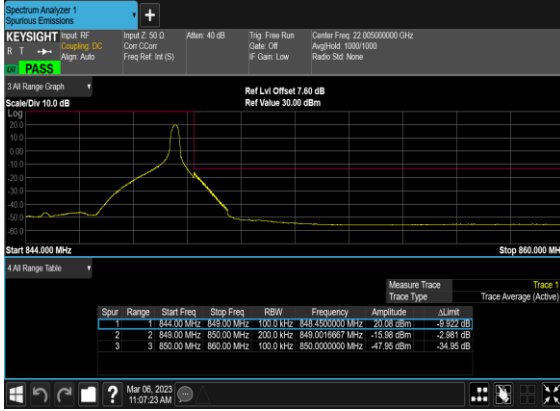 Spectrum Analyzer 1
Spurious Emissions
KEYSIGHT Input: RF Input Z: 50 Ω Atten: 40 dB Trig: Free Run Center Freq: 22.005000000 GHz
R T Coupling: DC Corr CCorr Gate: Off Avg|Hold: 1000/1000
Align: Auto Freq Ref: Int (S) IF Gain: Low Radio Std: None
PASS
3 All Range Graph
Ref Lvl Offset 7.60 dB
Scale/Div 10.0 dB Ref Value 30.00 dBm
Log
20.0
10.0
0.00
-10.0
-20.0
-30.0
-40.0
-50.0
-60.0
Start 844.000 MHz Stop 860.000 MH
4 All Range Table
Measure Trace Trace 1
Trace Type Trace Average (Active)
Spur Range Start Freq Stop Freq RBW Frequency Amplitude ΔLimit
1 1 844.00 MHz 849.00 MHz 100.0 kHz 848.4500000 MHz 20.08 dBm -9.922 dB
2 2 849.00 MHz 850.00 MHz 200.0 kHz 849.0016667 MHz -15.98 dBm -2.981 dB
3 3 850.00 MHz 860.00 MHz 100.0 kHz 850.0000000 MHz -47.95 dBm -34.95 dB
? Mar 06, 2023
11:07:23 AM